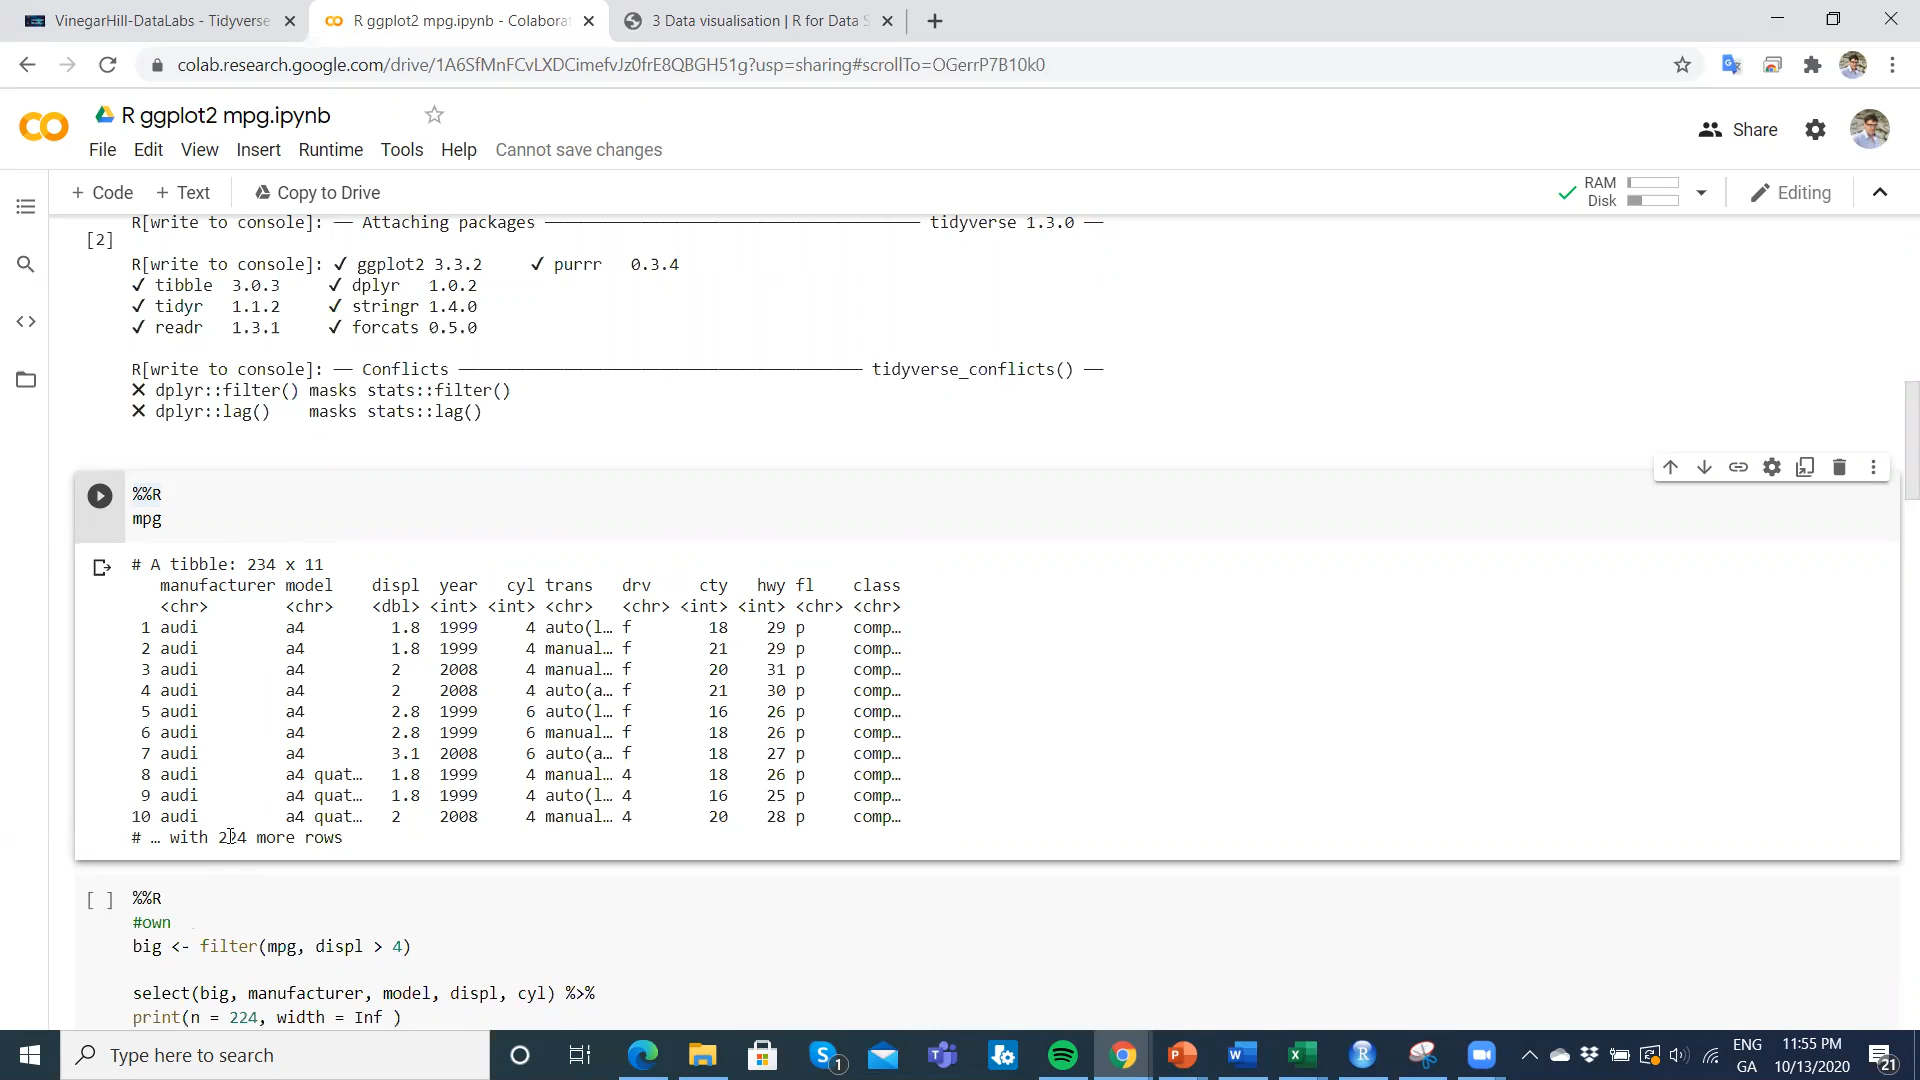 VinegarHill-DataLabs - Tidyverse
R ggplot2 mpg.ipynb - Colaborat
3 Data visualisation | R for Data S
colab.research.google.com/drive/1A6SfMnFCvLXDCimefvJz0frE8QBGH51g?usp=sharing#scrollTo=OGerrP7B10k0
R ggplot2 mpg.ipynb
Share
File Edit View Insert Runtime Tools Help Cannot save changes
+ Code + Text Copy to Drive
RAM
Disk
Editing
R[write to console]: ── Attaching packages ─────────────────────────────────────── tidyverse 1.3.0 ──
[2]
R[write to console]: ✔ ggplot2 3.3.2     ✔ purrr   0.3.4
✔ tibble  3.0.3     ✔ dplyr   1.0.2
✔ tidyr   1.1.2     ✔ stringr 1.4.0
✔ readr   1.3.1     ✔ forcats 0.5.0
R[write to console]: ── Conflicts ────────────────────────────────────────── tidyverse_conflicts() ──
✖ dplyr::filter() masks stats::filter()
✖ dplyr::lag()    masks stats::lag()
%%R
mpg
# A tibble: 234 x 11
manufacturer model displ year cyl trans drv cty hwy fl class
<chr> <chr> <dbl> <int> <int> <chr> <chr> <int> <int> <chr> <chr>
1 audi a4 1.8 1999 4 auto(l… f 18 29 p comp…
2 audi a4 1.8 1999 4 manual… f 21 29 p comp…
3 audi a4 2 2008 4 manual… f 20 31 p comp…
4 audi a4 2 2008 4 auto(a… f 21 30 p comp…
5 audi a4 2.8 1999 6 auto(l… f 16 26 p comp…
6 audi a4 2.8 1999 6 manual… f 18 26 p comp…
7 audi a4 3.1 2008 6 auto(a… f 18 27 p comp…
8 audi a4 quat… 1.8 1999 4 manual… 4 18 26 p comp…
9 audi a4 quat… 1.8 1999 4 auto(l… 4 16 25 p comp…
10 audi a4 quat… 2 2008 4 manual… 4 20 28 p comp…
# … with 224 more rows
[ ] %%R
#own
big <- filter(mpg, displ > 4)
select(big, manufacturer, model, displ, cyl) %>%
print(n = 224, width = Inf )
Type here to search
1
ENG
GA
11:55 PM
10/13/2020
21